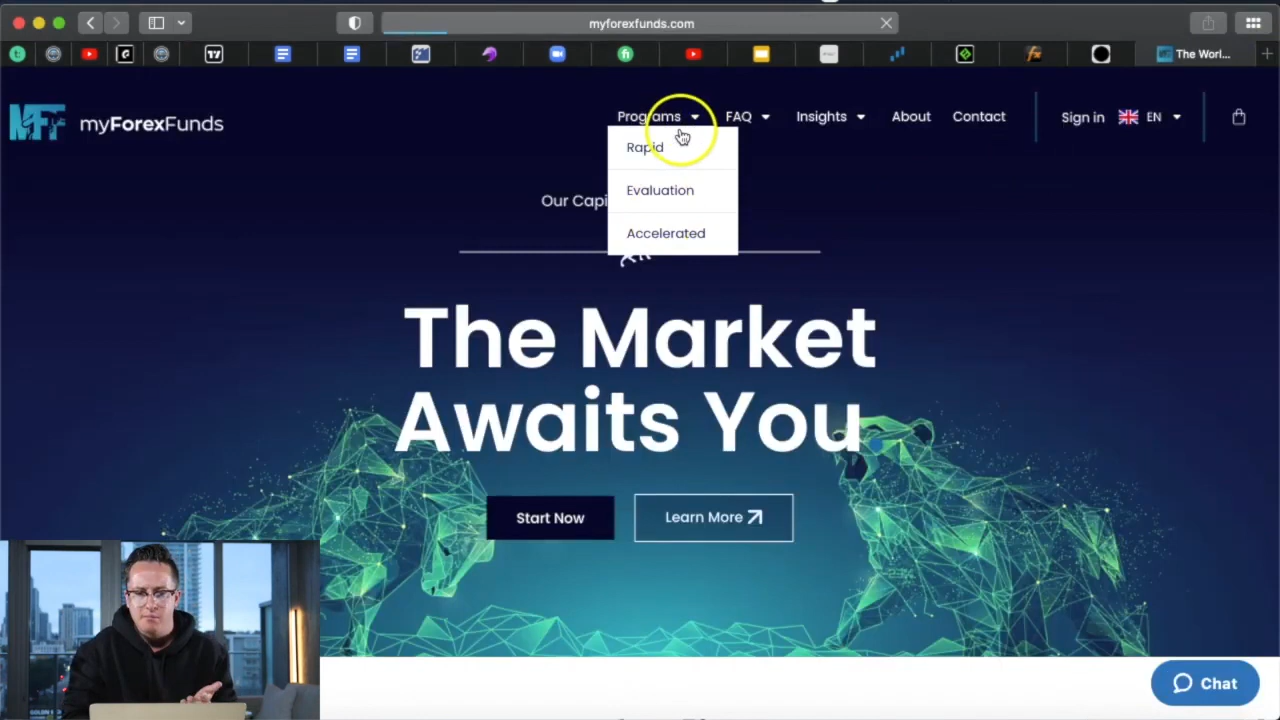 myforexfunds.com
The Worl...
MFF myForexFunds
Programs FAQ Insights About Contact Sign in EN
Rapid
Evaluation
Accelerated
Our Capi
The Market
Awaits You
Start Now Learn More
Chat